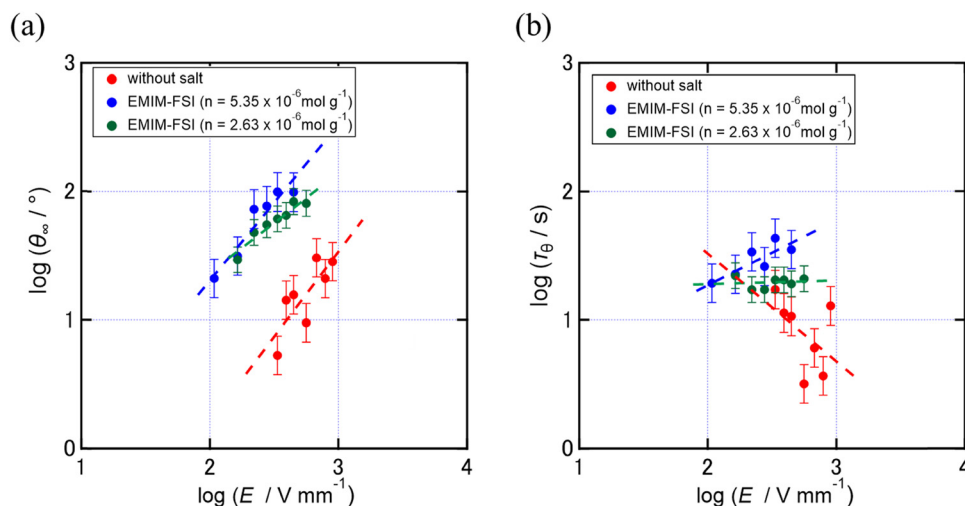 (a)
3
2
1
0
1
2
3
4
log (θ∞ / °)
log (E / V mm⁻¹)
without salt
EMIM-FSI (n = 5.35 x 10⁻⁶mol g⁻¹)
EMIM-FSI (n = 2.63 x 10⁻⁶mol g⁻¹)
(b)
3
2
1
0
1
2
3
4
log (τθ / s)
log (E / V mm⁻¹)
without salt
EMIM-FSI (n = 5.35 x 10⁻⁶mol g⁻¹)
EMIM-FSI (n = 2.63 x 10⁻⁶mol g⁻¹)